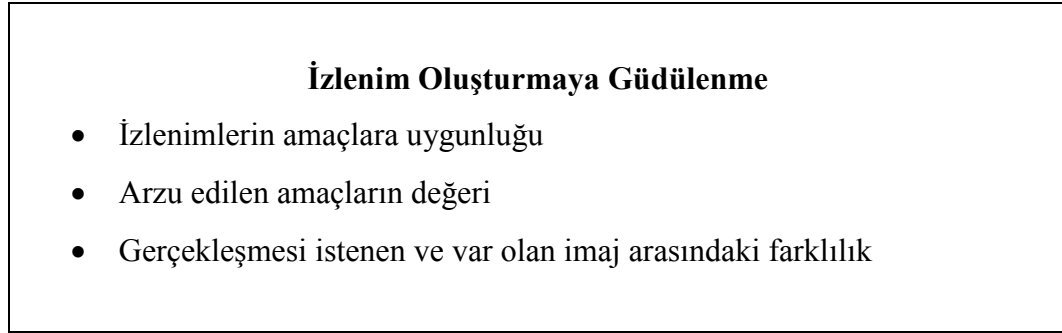 İzlenim Oluşturmaya Güdülenme
• İzlenimlerin amaçlara uygunluğu
• Arzu edilen amaçların değeri
• Gerçekleşmesi istenen ve var olan imaj arasındaki farklılık